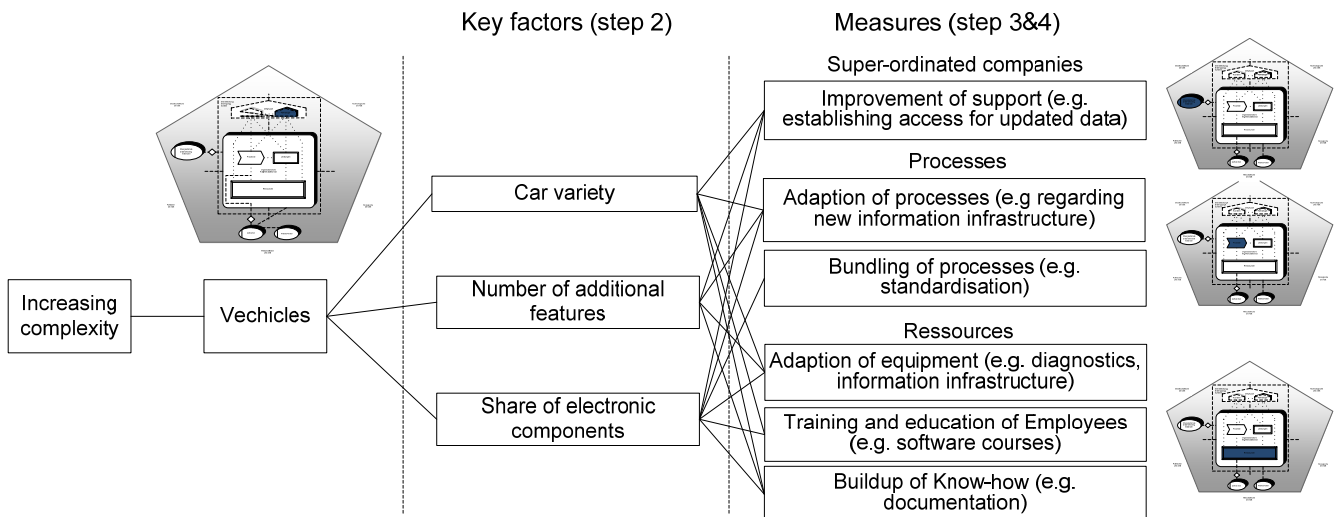 Key factors (step 2)
Measures (step 3&4)
Super-ordinated companies
Improvement of support (e.g.
establishing access for updated data)
Processes
Car variety
Adaption of processes (e.g regarding
new information infrastructure)
Bundling of processes (e.g.
standardisation)
Increasing
complexity
Vechicles
Number of additional
features
Ressources
Adaption of equipment (e.g. diagnostics,
information infrastructure)
Share of electronic
components
Training and education of Employees
(e.g. software courses)
Buildup of Know-how (e.g.
documentation)